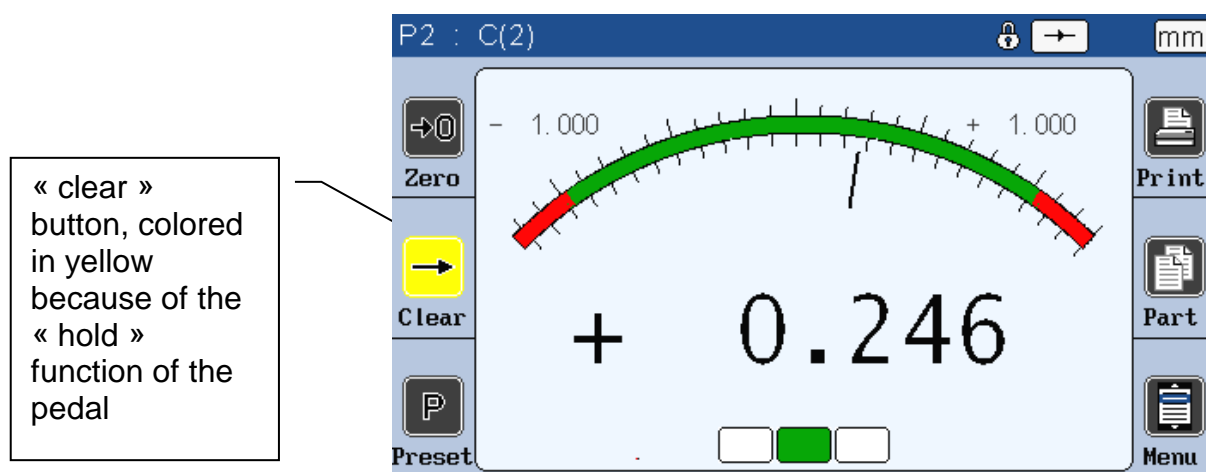 P2 : C(2)
mm
→0
- 1.000
+ 1.000
Zero
Print
« clear »
button, colored
in yellow
because of the
« hold »
function of the
pedal
Clear
+ 0.246
Part
P
Preset
Menu